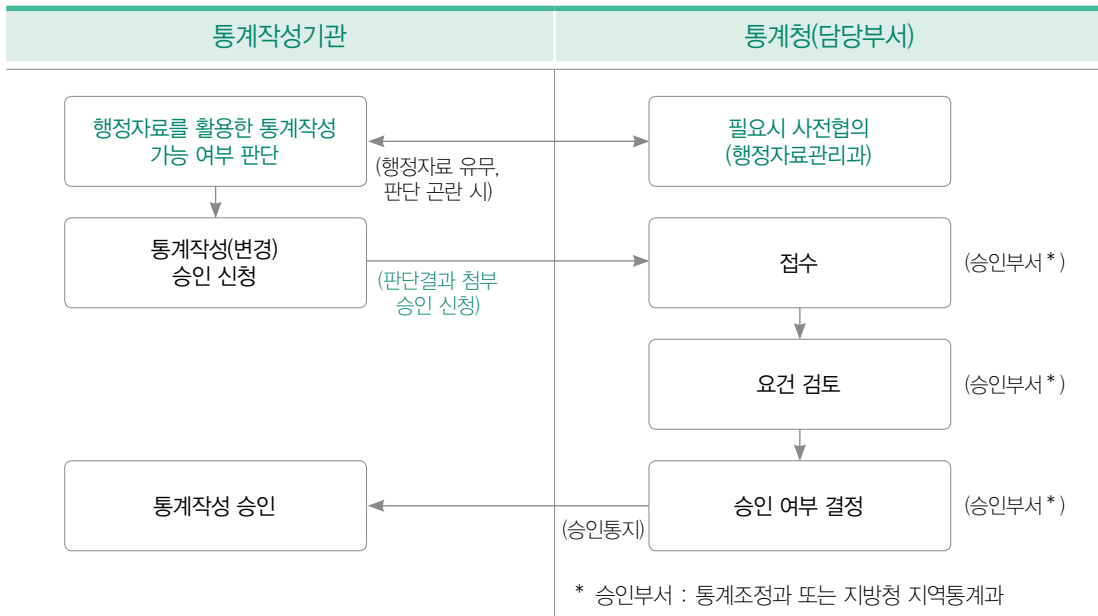 통계작성기관
통계청(담당부서)
행정자료를 활용한 통계작성
가능 여부 판단
(행정자료 유무,
판단 곤란 시)
필요시 사전협의
(행정자료관리과)
통계작성(변경)
승인 신청
(판단결과 첨부
승인 신청)
접수
(승인부서*)
요건 검토
(승인부서*)
통계작성 승인
(승인통지)
승인 여부 결정
(승인부서*)
* 승인부서 : 통계조정과 또는 지방청 지역통계과